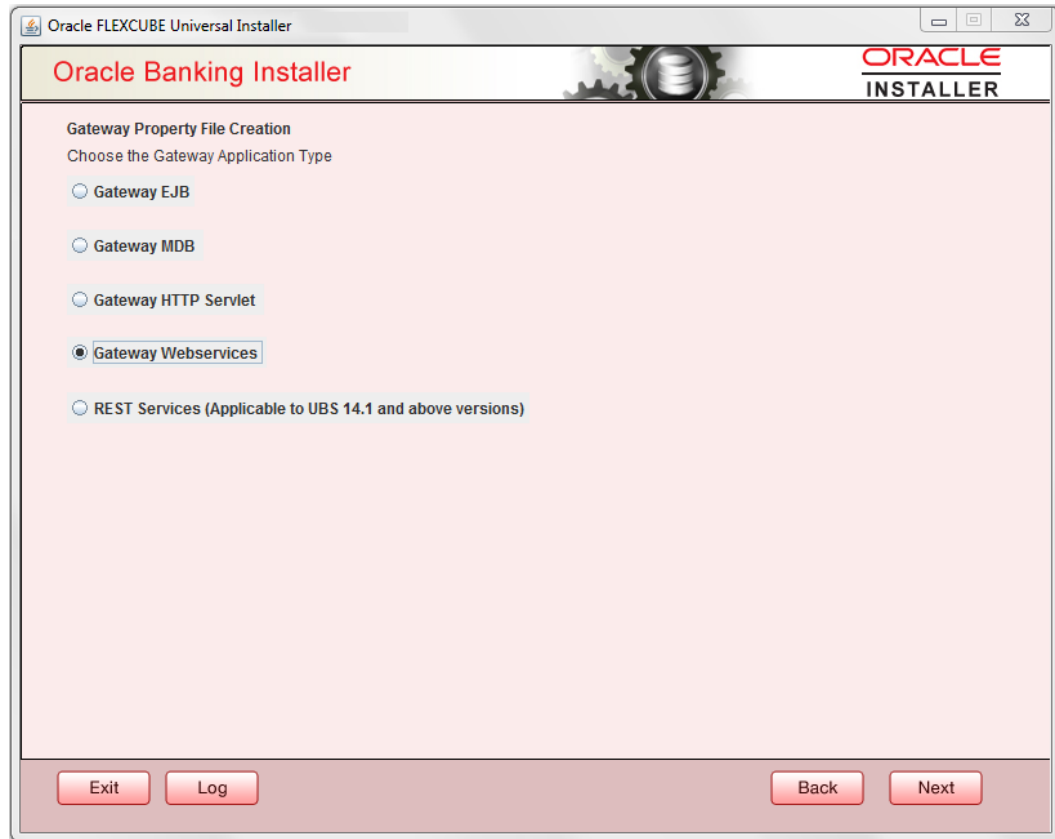 Oracle FLEXCUBE Universal Installer
Oracle Banking Installer
ORACLE
INSTALLER
Gateway Property File Creation
Choose the Gateway Application Type
Gateway EJB
Gateway MDB
Gateway HTTP Servlet
Gateway Webservices
REST Services (Applicable to UBS 14.1 and above versions)
Exit Log Back Next